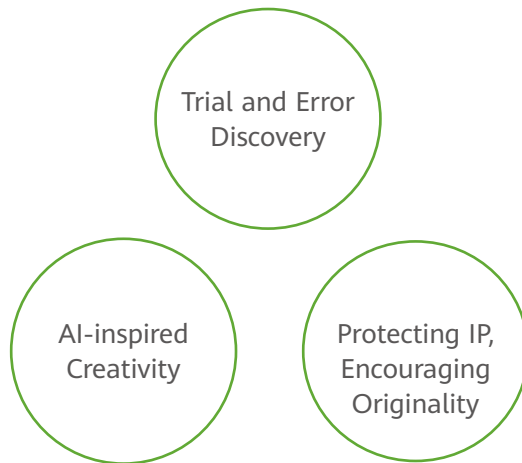 Trial and Error
Discovery
AI-inspired
Creativity
Protecting IP,
Encouraging
Originality